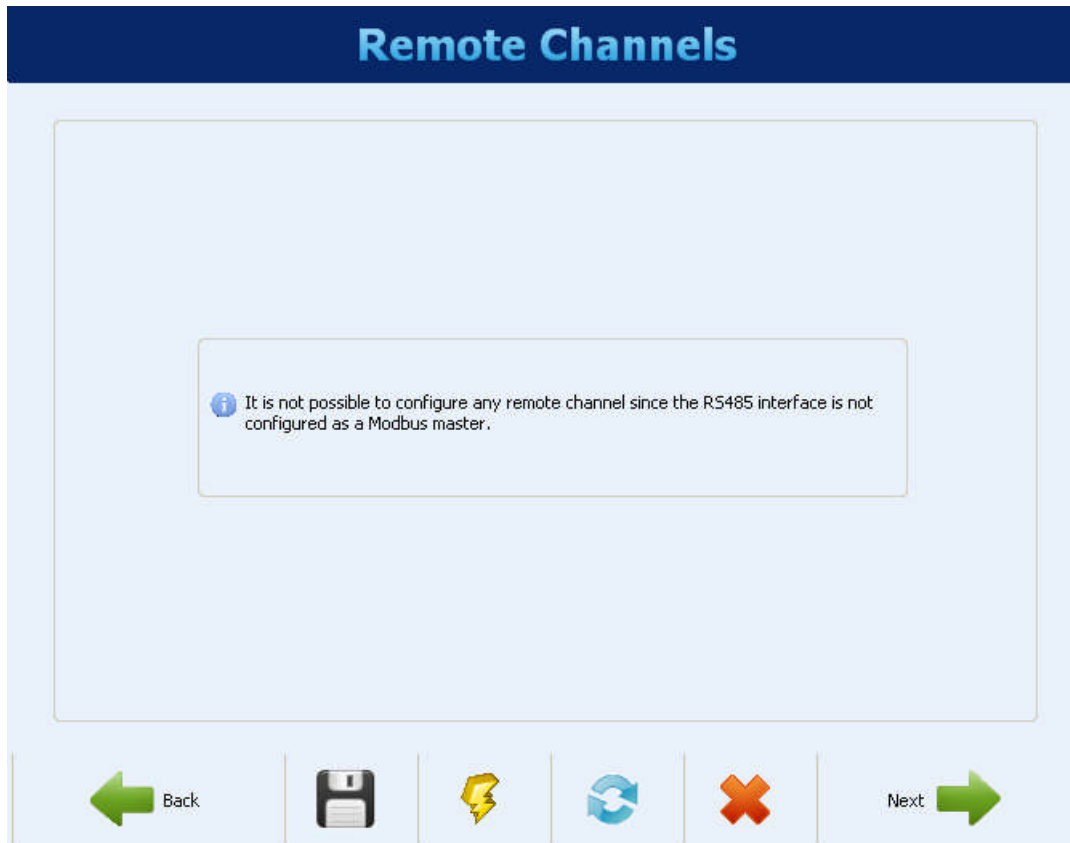 Remote Channels
It is not possible to configure any remote channel since the RS485 interface is not
configured as a Modbus master.
Back
Next